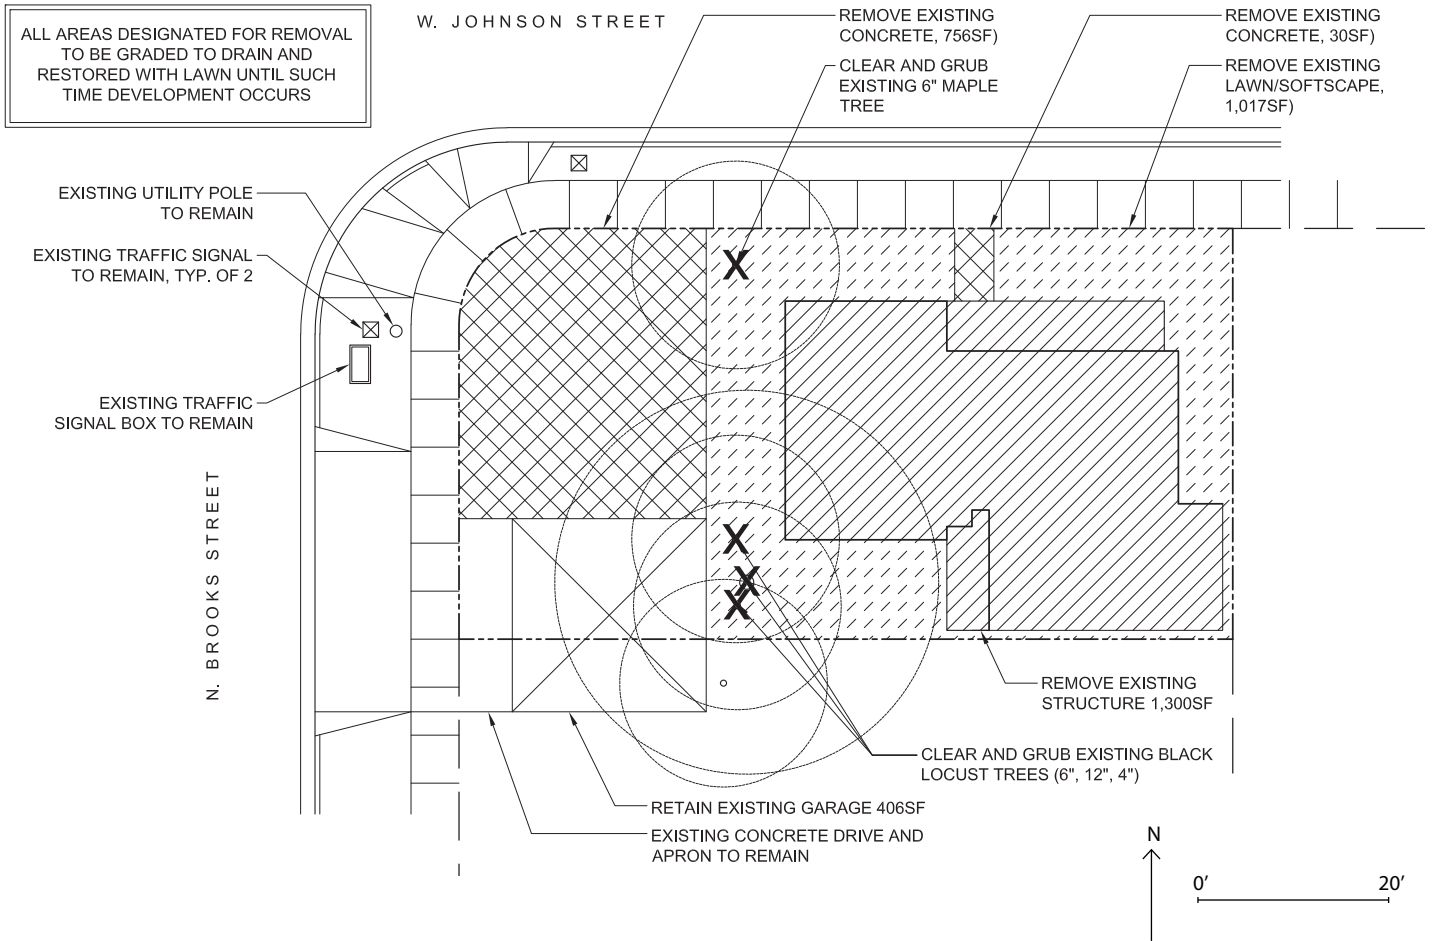 ALL AREAS DESIGNATED FOR REMOVAL
TO BE GRADED TO DRAIN AND
RESTORED WITH LAWN UNTIL SUCH
TIME DEVELOPMENT OCCURS
W. JOHNSON STREET
REMOVE EXISTING
CONCRETE, 756SF)
CLEAR AND GRUB
EXISTING 6" MAPLE
TREE
REMOVE EXISTING
CONCRETE, 30SF)
REMOVE EXISTING
LAWN/SOFTSCAPE,
1,017SF)
EXISTING UTILITY POLE
TO REMAIN
EXISTING TRAFFIC SIGNAL
TO REMAIN, TYP. OF 2
EXISTING TRAFFIC
SIGNAL BOX TO REMAIN
N. BROOKS STREET
X
X
X
X
REMOVE EXISTING
STRUCTURE 1,300SF
CLEAR AND GRUB EXISTING BLACK
LOCUST TREES (6", 12", 4")
RETAIN EXISTING GARAGE 406SF
EXISTING CONCRETE DRIVE AND
APRON TO REMAIN
N
0' 20'